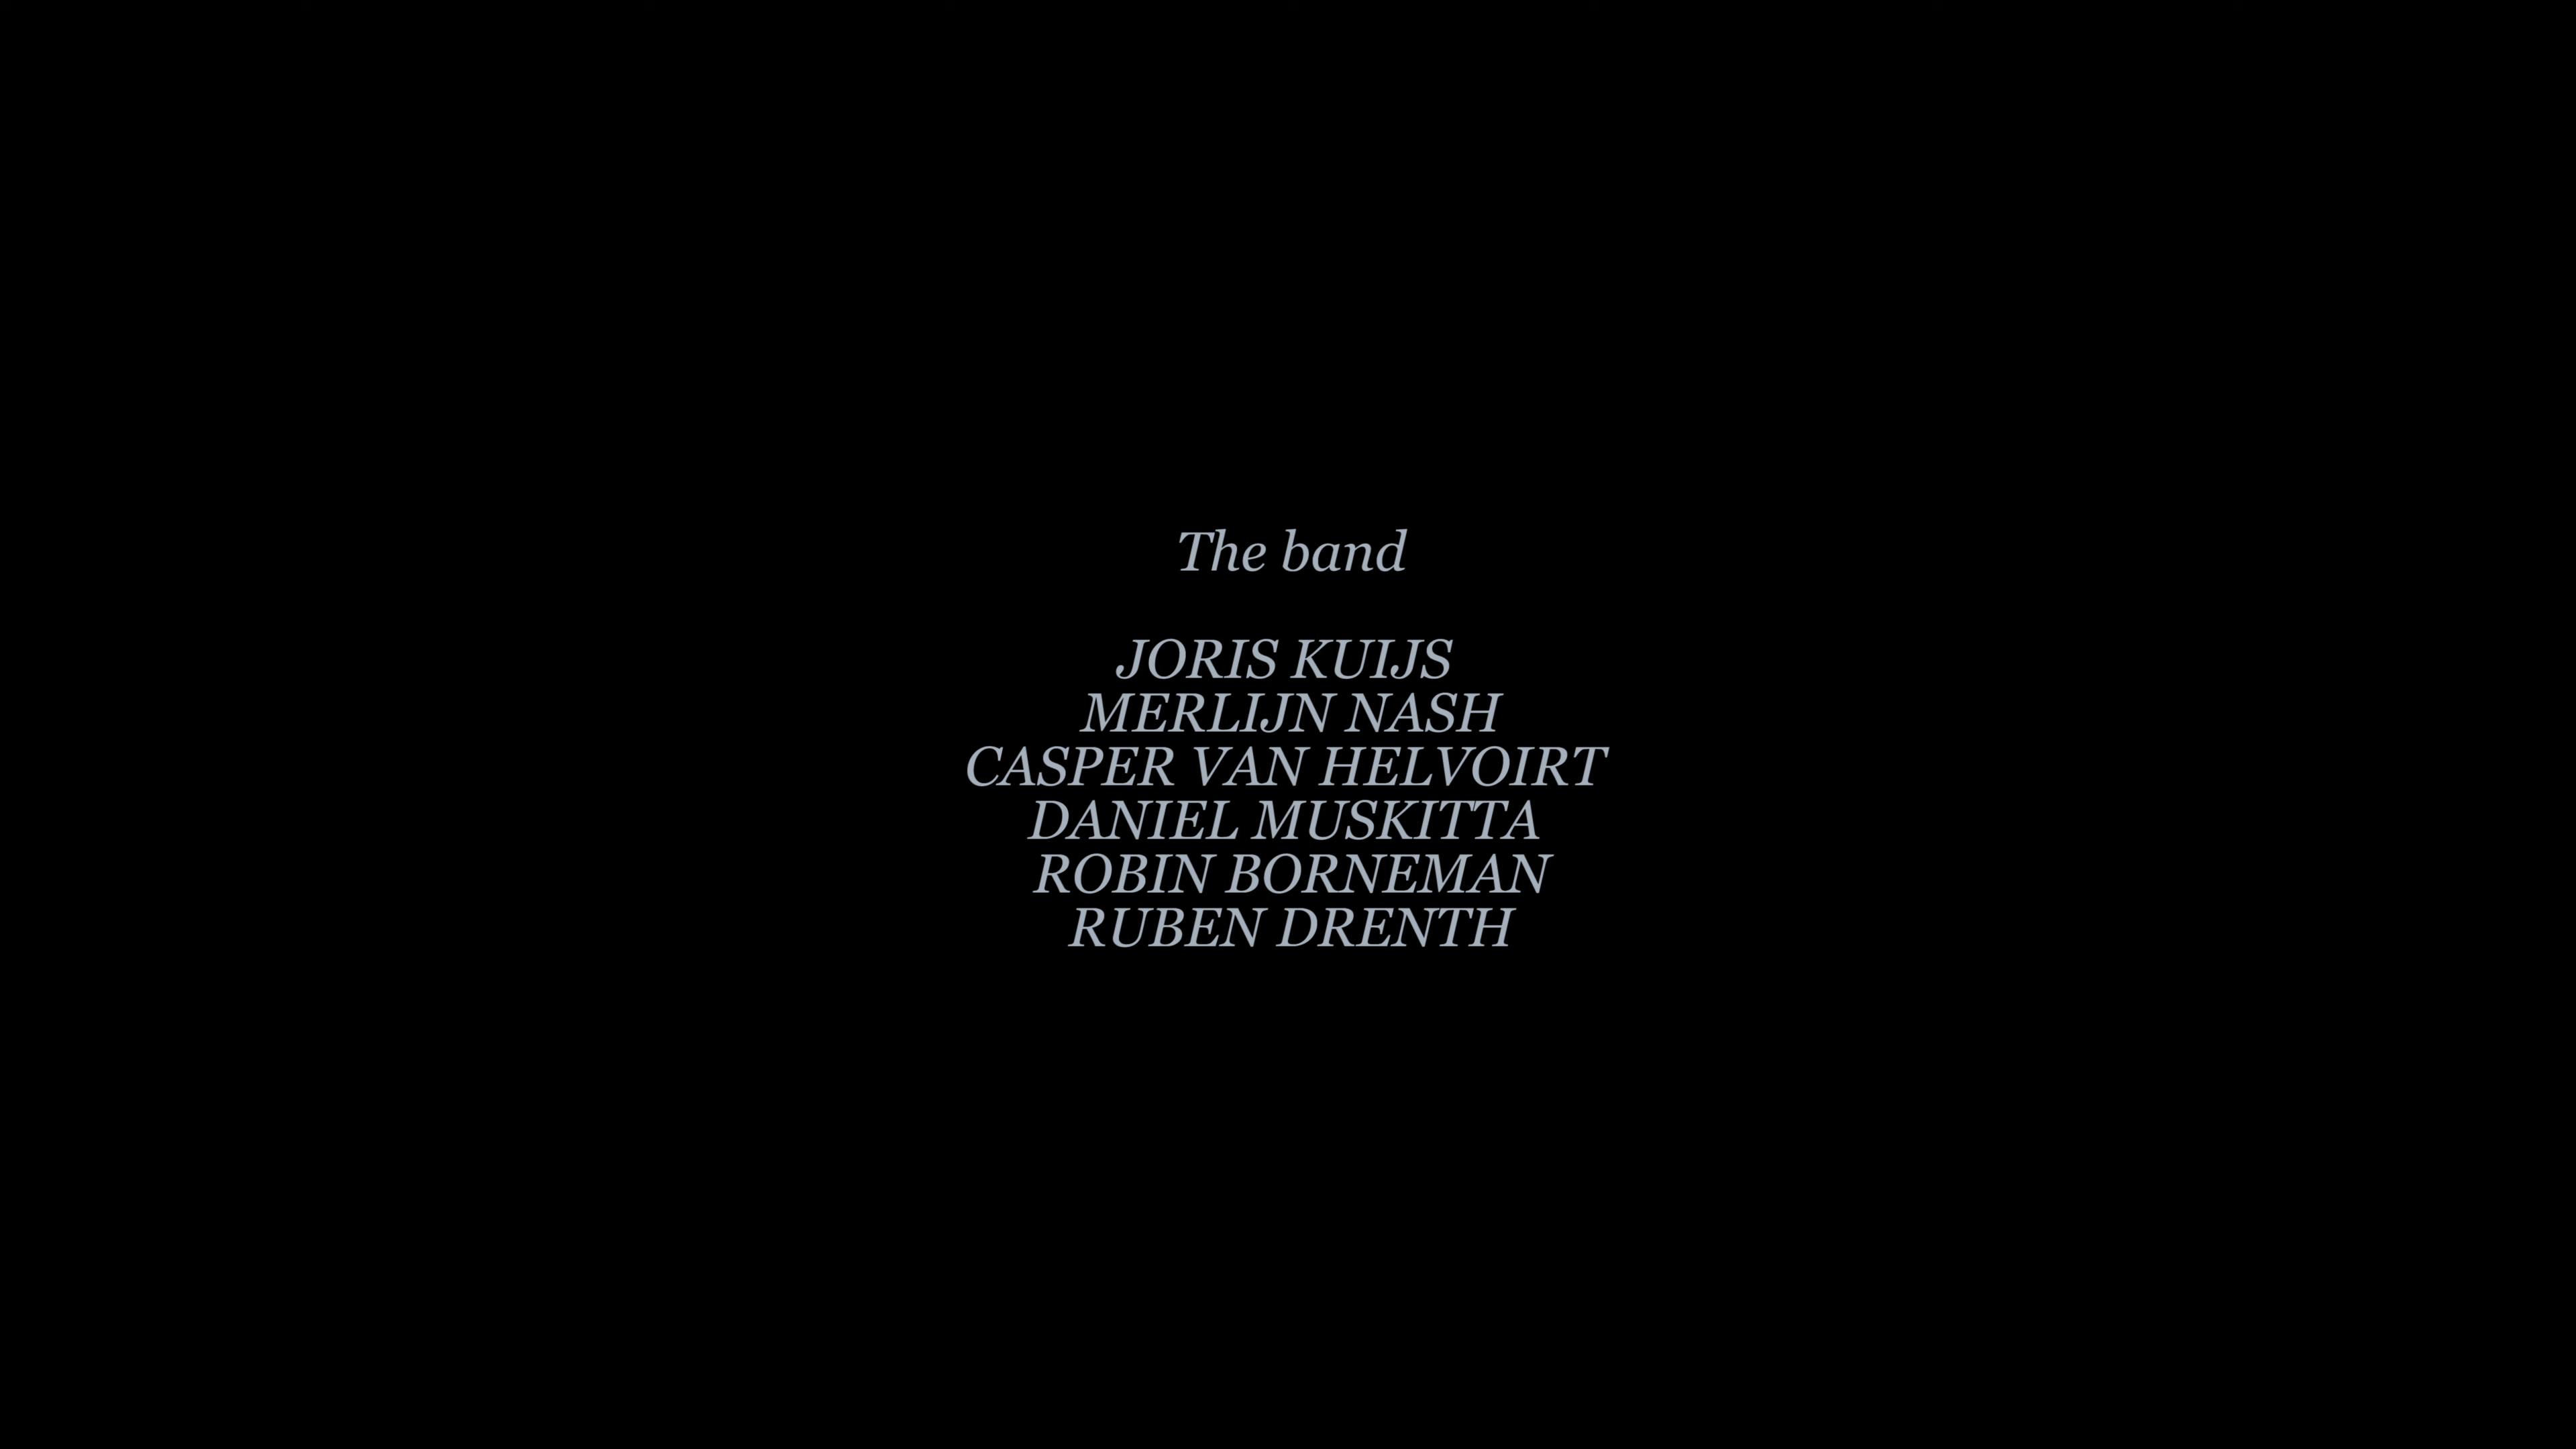 The band
JORIS KUIJS
MERLIJN NASH
CASPER VAN HELVOIRT
DANIEL MUSKITTA
ROBIN BORNEMAN
RUBEN DRENTH